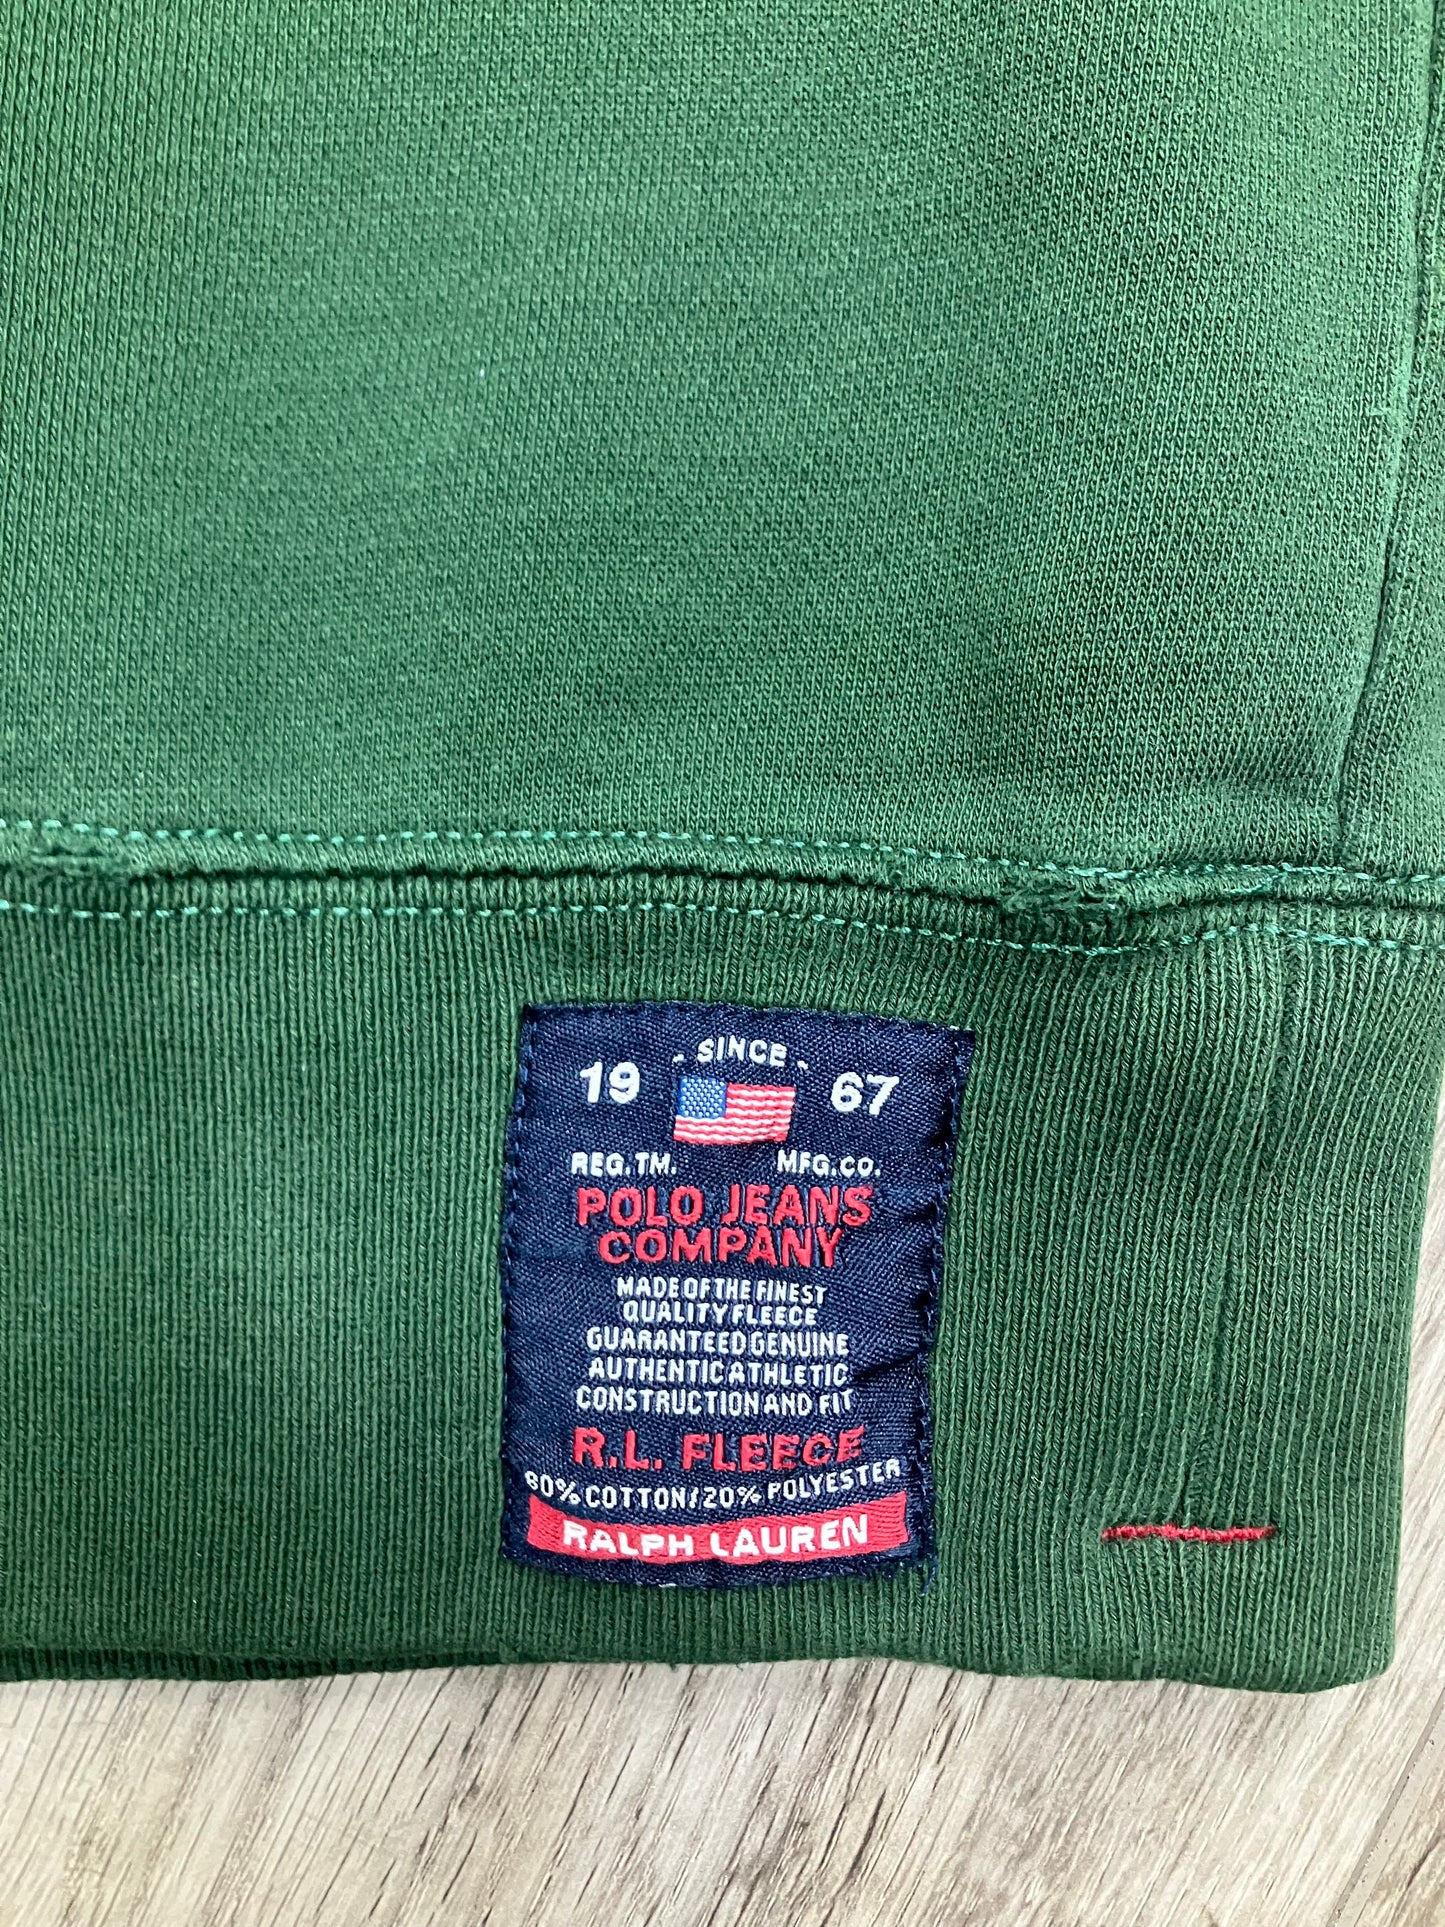 - SINCE -
19 67
REG.TM. MFG.CO.
POLO JEANS
COMPANY
MADE OF THE FINEST
QUALITY FLEECE
GUARANTEED GENUINE
AUTHENTIC ATHLETIC
CONSTRUCTION AND FIT
R.L. FLEECE
80% COTTON/20% POLYESTER
RALPH LAUREN